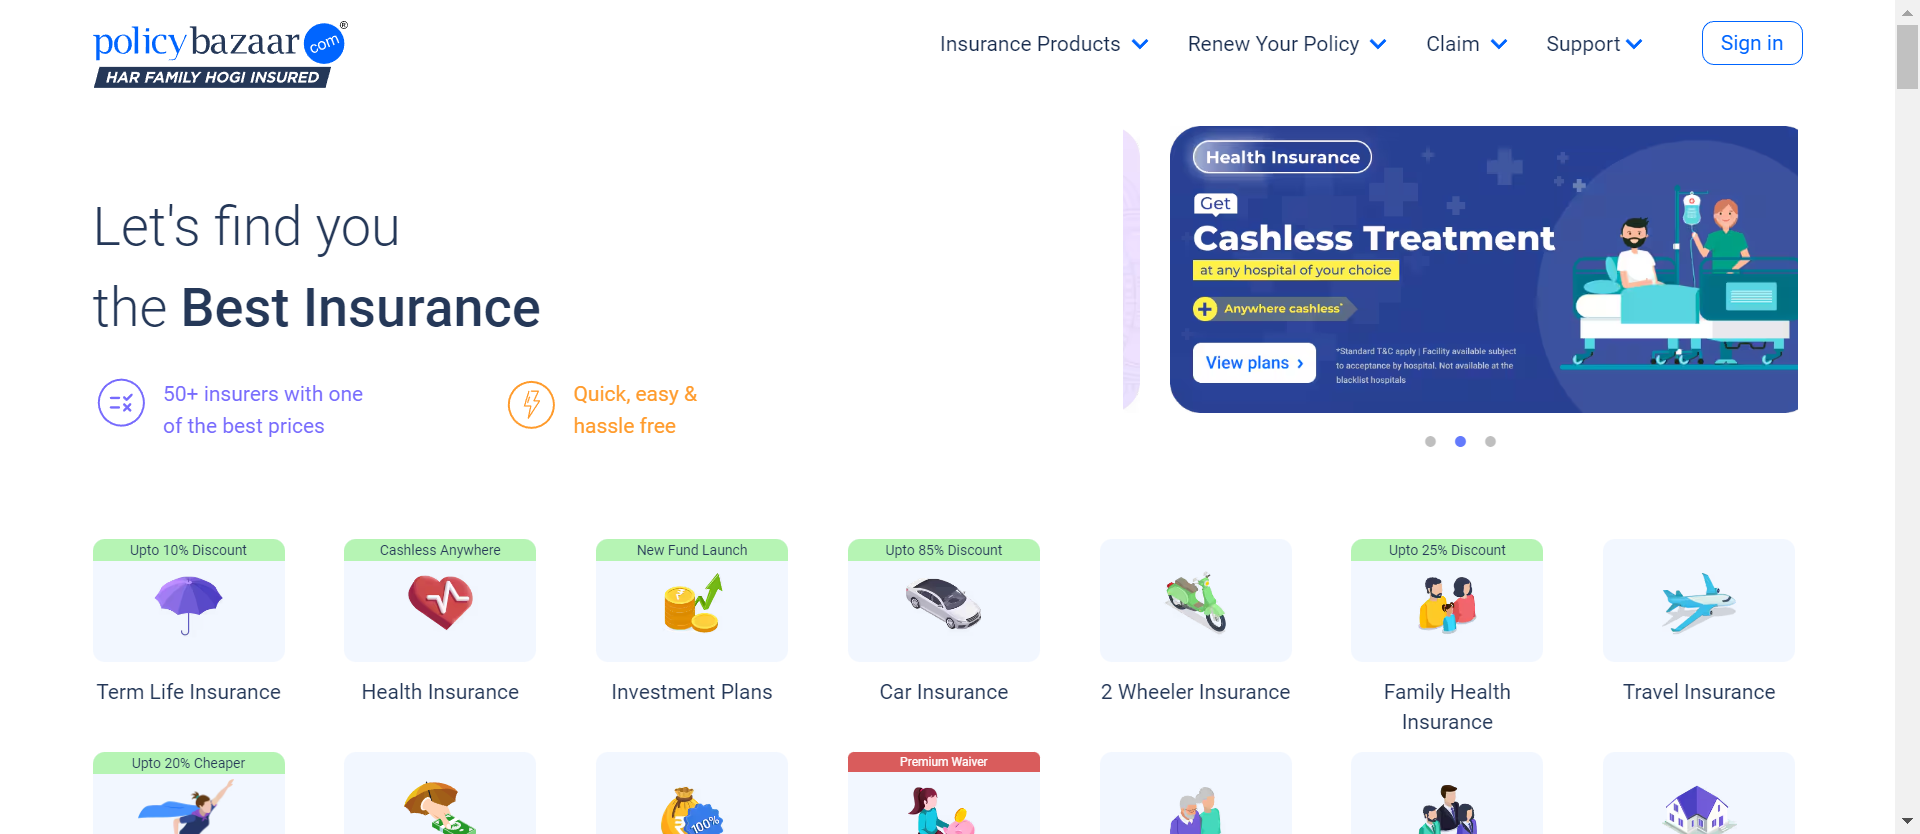 policybazaar com ®
HAR FAMILY HOGI INSURED
Insurance Products
Renew Your Policy
Claim
Support
Sign in
Let's find you
the Best Insurance
50+ insurers with one
of the best prices
Quick, easy &
hassle free
Health Insurance
Get
Cashless Treatment
at any hospital of your choice
Anywhere cashless*
View plans ›
*Standard T&C apply | Facility available subject
to acceptance by hospital. Not available at the
blacklist hospitals
Upto 10% Discount
Term Life Insurance
Cashless Anywhere
Health Insurance
New Fund Launch
₹
Investment Plans
Upto 85% Discount
Car Insurance
2 Wheeler Insurance
Upto 25% Discount
Family Health
Insurance
Travel Insurance
Upto 20% Cheaper
₹
100%
Premium Waiver